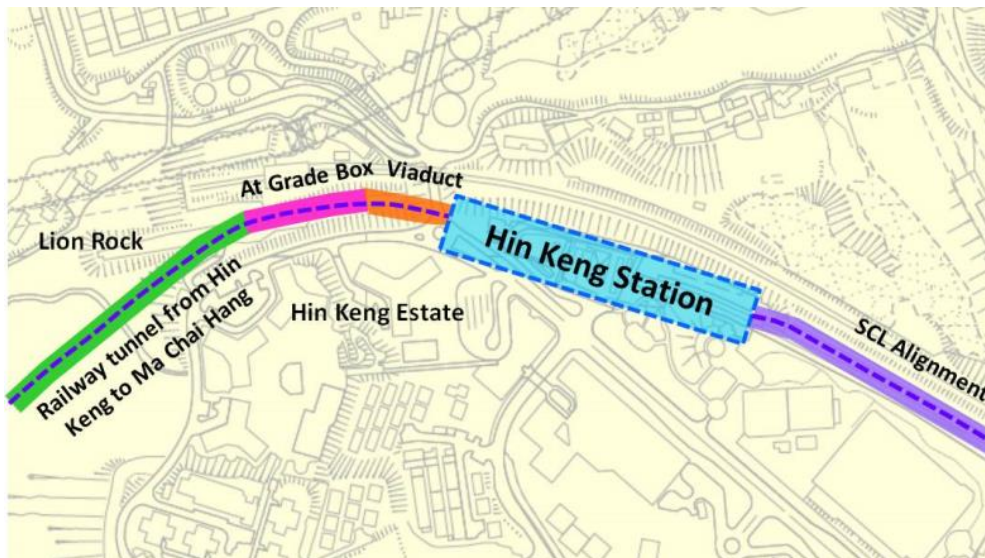 At Grade Box
Viaduct
Lion Rock
Railway tunnel from Hin
Keng to Ma Chai Hang
Hin Keng Estate
Hin Keng Station
SCL Alignment